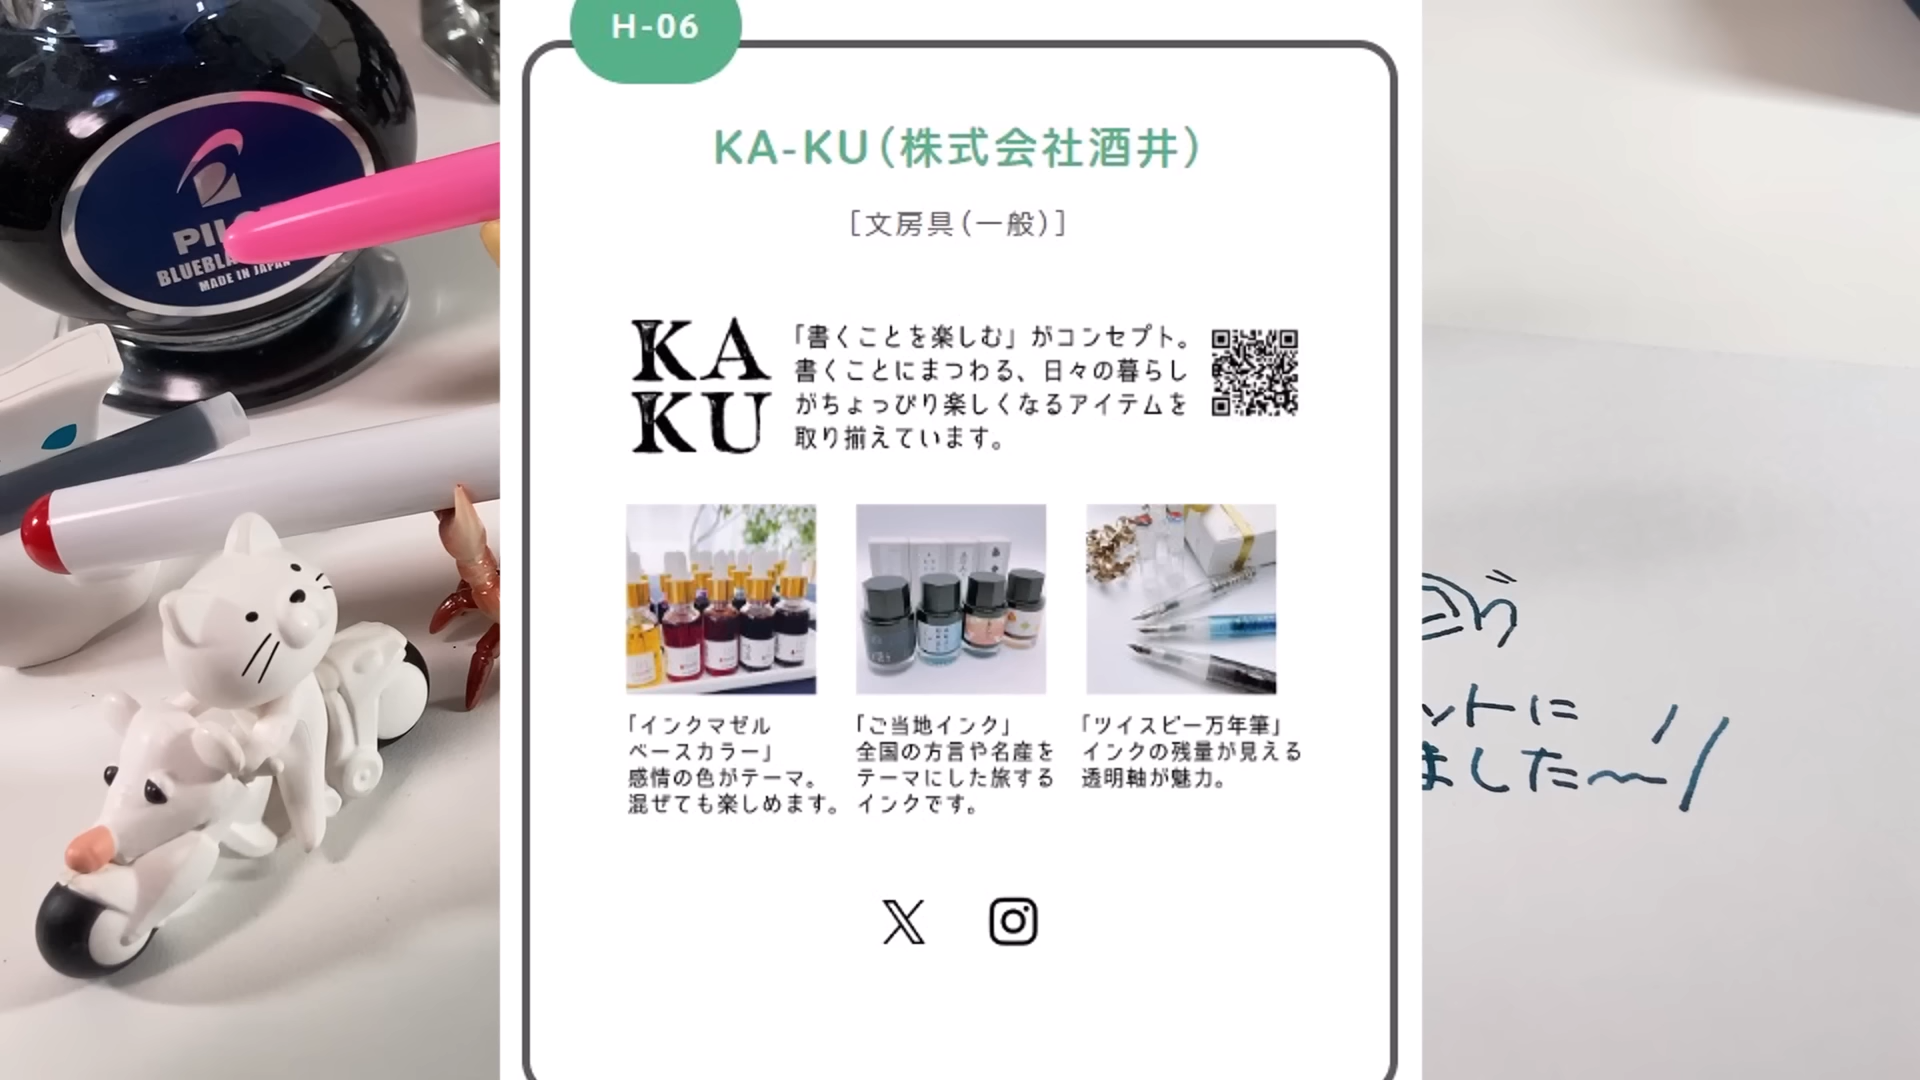 H-06
KA-KU(株式会社酒井)
[文房具(一般)]
KA
KU
「書くことを楽しむ」がコンセプト。
書くことにまつわる、日々の暮らし
がちょっぴり楽しくなるアイテムを
取り揃えています。
「インクマゼル
ベースカラー」
感情の色がテーマ。
混ぜても楽しめます。
「ご当地インク」
全国の方言や名産を
テーマにした旅する
インクです。
「ツイスビー万年筆」
インクの残量が見える
透明軸が魅力。
MADE IN JAPAN
ントに
ました〜